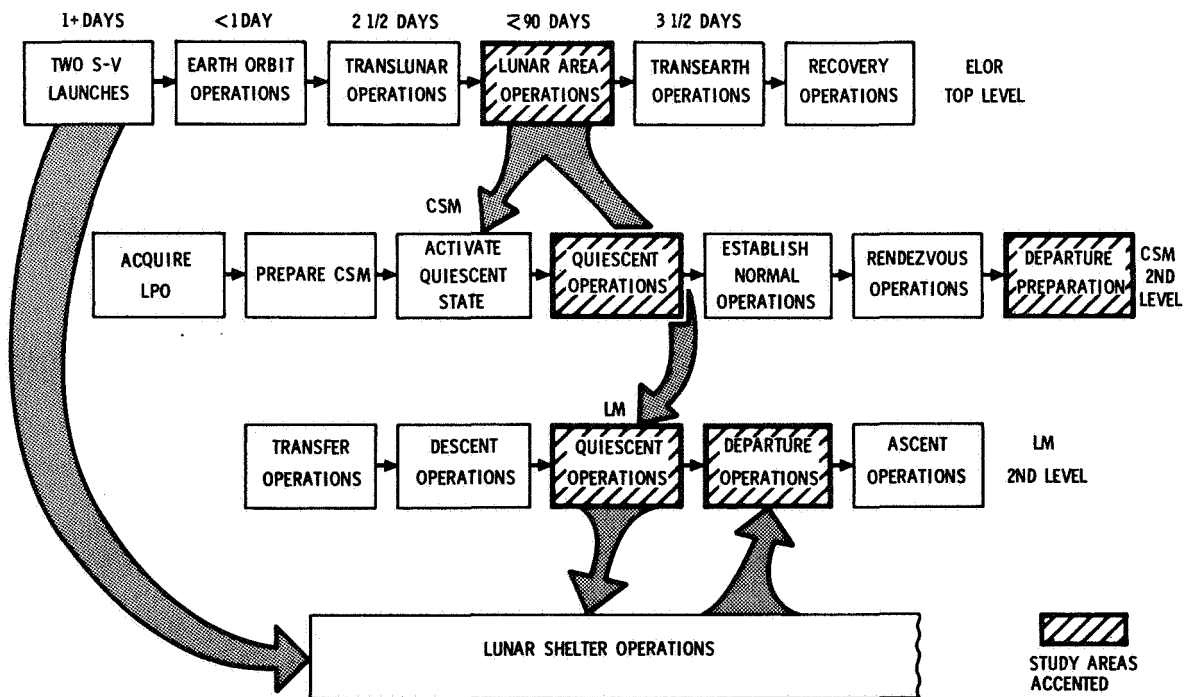 1+ DAYS
<1 DAY
2 1/2 DAYS
⩾90 DAYS
3 1/2 DAYS
TWO S-V
LAUNCHES
EARTH ORBIT
OPERATIONS
TRANSLUNAR
OPERATIONS
LUNAR AREA
OPERATIONS
TRANSEARTH
OPERATIONS
RECOVERY
OPERATIONS
ELOR
TOP LEVEL
CSM
ACQUIRE
LPO
PREPARE CSM
ACTIVATE
QUIESCENT
STATE
QUIESCENT
OPERATIONS
ESTABLISH
NORMAL
OPERATIONS
RENDEZVOUS
OPERATIONS
DEPARTURE
PREPARATION
CSM
2ND
LEVEL
LM
TRANSFER
OPERATIONS
DESCENT
OPERATIONS
QUIESCENT
OPERATIONS
DEPARTURE
OPERATIONS
ASCENT
OPERATIONS
LM
2ND LEVEL
LUNAR SHELTER OPERATIONS
STUDY AREAS
ACCENTED